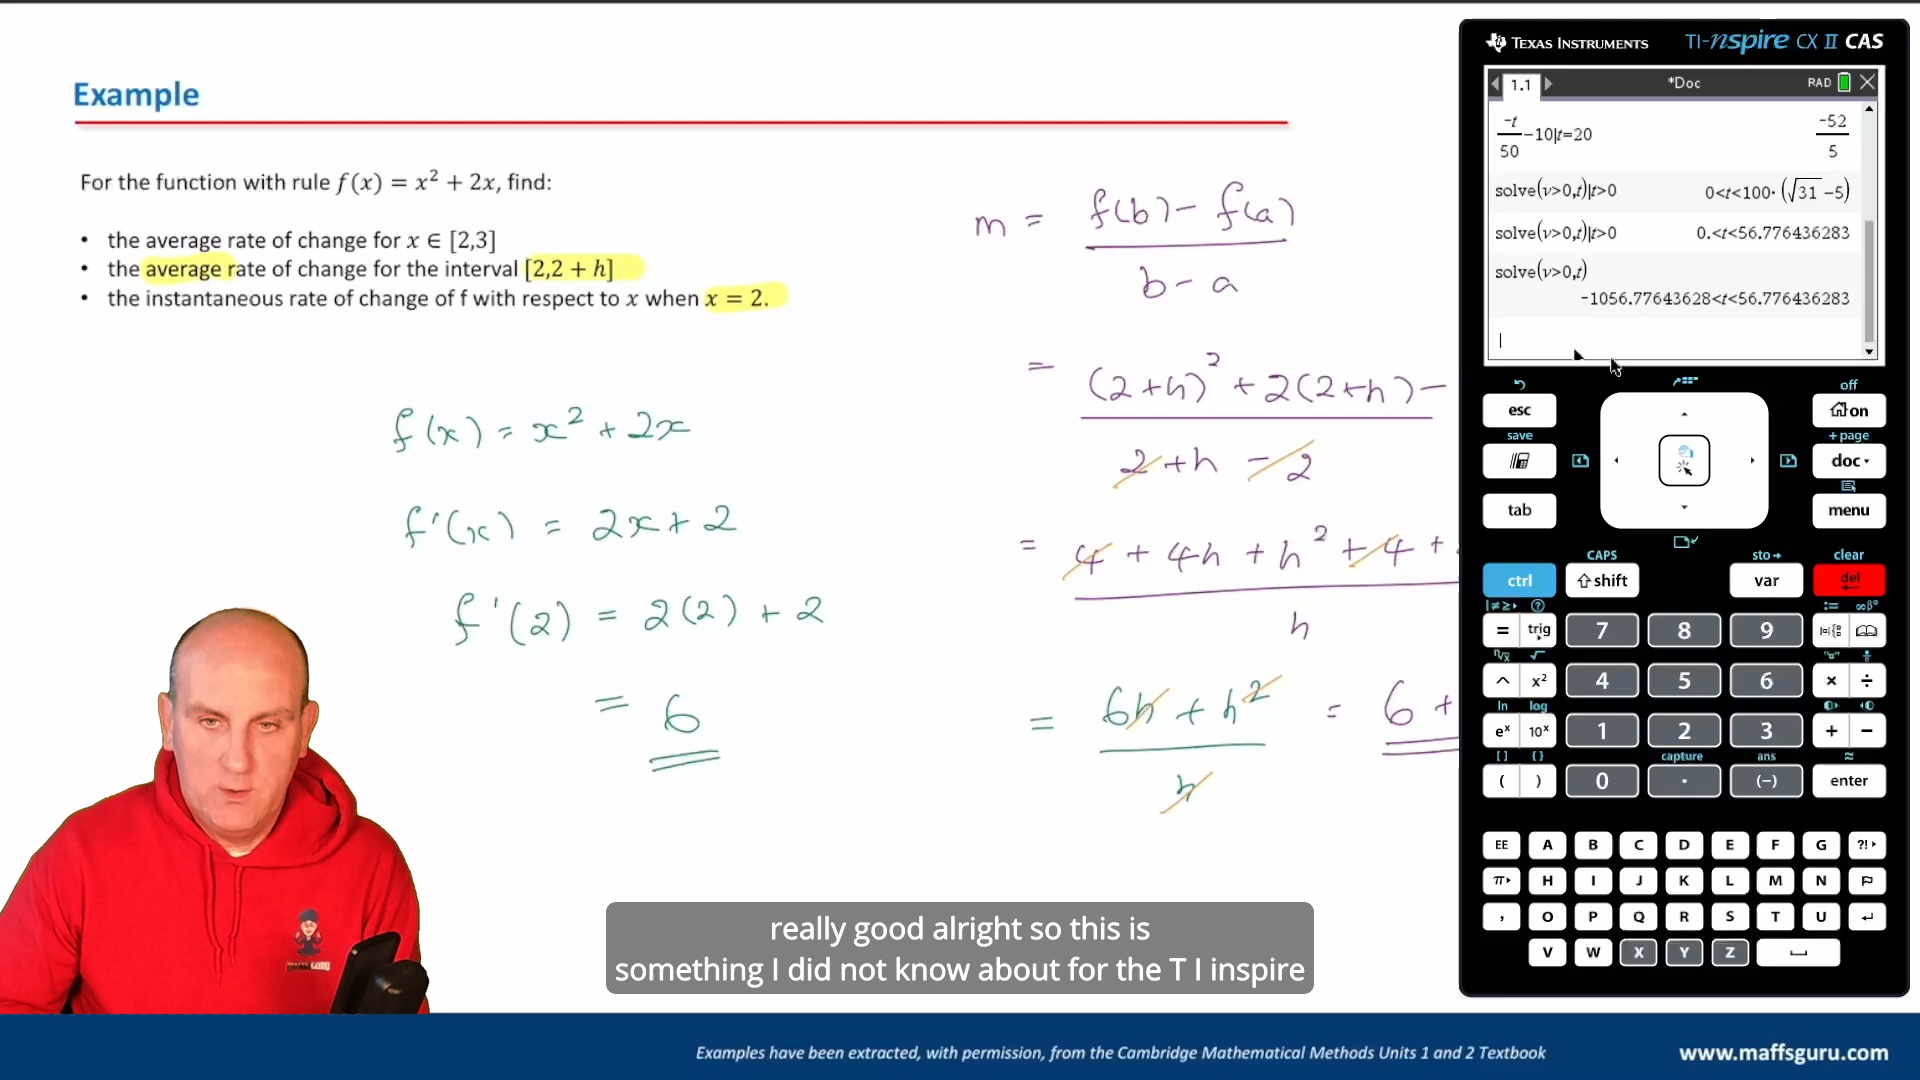 Example
For the function with rule f(x) = x² + 2x, find:
• the average rate of change for x ∈ [2,3]
• the average rate of change for the interval [2,2 + h]
• the instantaneous rate of change of f with respect to x when x = 2.
f(x) = x² + 2x
f'(x) = 2x + 2
f'(2) = 2(2) + 2
= 6
m = f(b) - f(a)
b - a
= (2+h)² + 2(2+h) -
2 + h - 2
= 4 + 4h + h² + 4 +
h
= 6h + h² = 6 +
h
TEXAS INSTRUMENTS TI-nspire CX II CAS
1.1 *Doc RAD
-t/50 -10|t=20 -52/5
solve(v>0,t)|t>0 0<t<100·(√31 -5)
solve(v>0,t)|t>0 0.<t<56.776436283
solve(v>0,t)
-1056.77643628<t<56.776436283
off
esc on
save + page
doc
tab menu
CAPS sto→ clear
ctrl shift var del
= trig 7 8 9
^ x² 4 5 6 × ÷
ln log
eˣ 10ˣ 1 2 3 + −
[ ] { } capture ans ≈
( ) 0 . (−) enter
EE A B C D E F G ?!
π H I J K L M N
, O P Q R S T U
V W X Y Z
MAFFS GURU
really good alright so this is
something I did not know about for the T I inspire
Examples have been extracted, with permission, from the Cambridge Mathematical Methods Units 1 and 2 Textbook
www.maffsguru.com